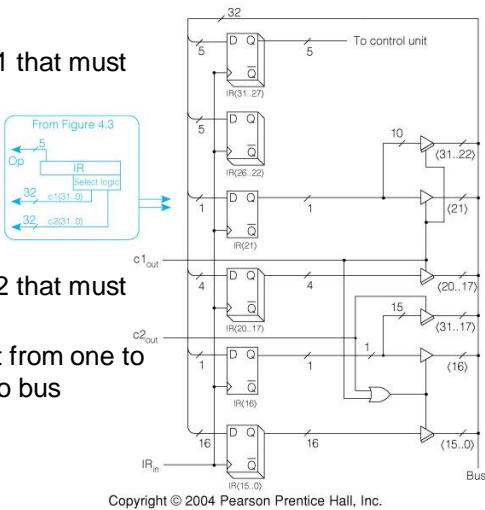 1 that must
2 that must
t from one to
o bus
From Figure 4.3
5
Op
IR
Select logic
32 c1⟨31..0⟩
32 c2⟨31..0⟩
32
D Q
Q̅
5
5
To control unit
IR⟨31..27⟩
D Q
Q̅
5
IR⟨26..22⟩
10
⟨31..22⟩
D Q
Q̅
1
1
⟨21⟩
IR⟨21⟩
c1out
D Q
Q̅
4
4
⟨20..17⟩
IR⟨20..17⟩
15
⟨31..17⟩
c2out
D Q
Q̅
1
1
1
⟨16⟩
IR⟨16⟩
D Q
Q̅
16
16
⟨15..0⟩
IRin
IR⟨15..0⟩
Bus
Copyright © 2004 Pearson Prentice Hall, Inc.